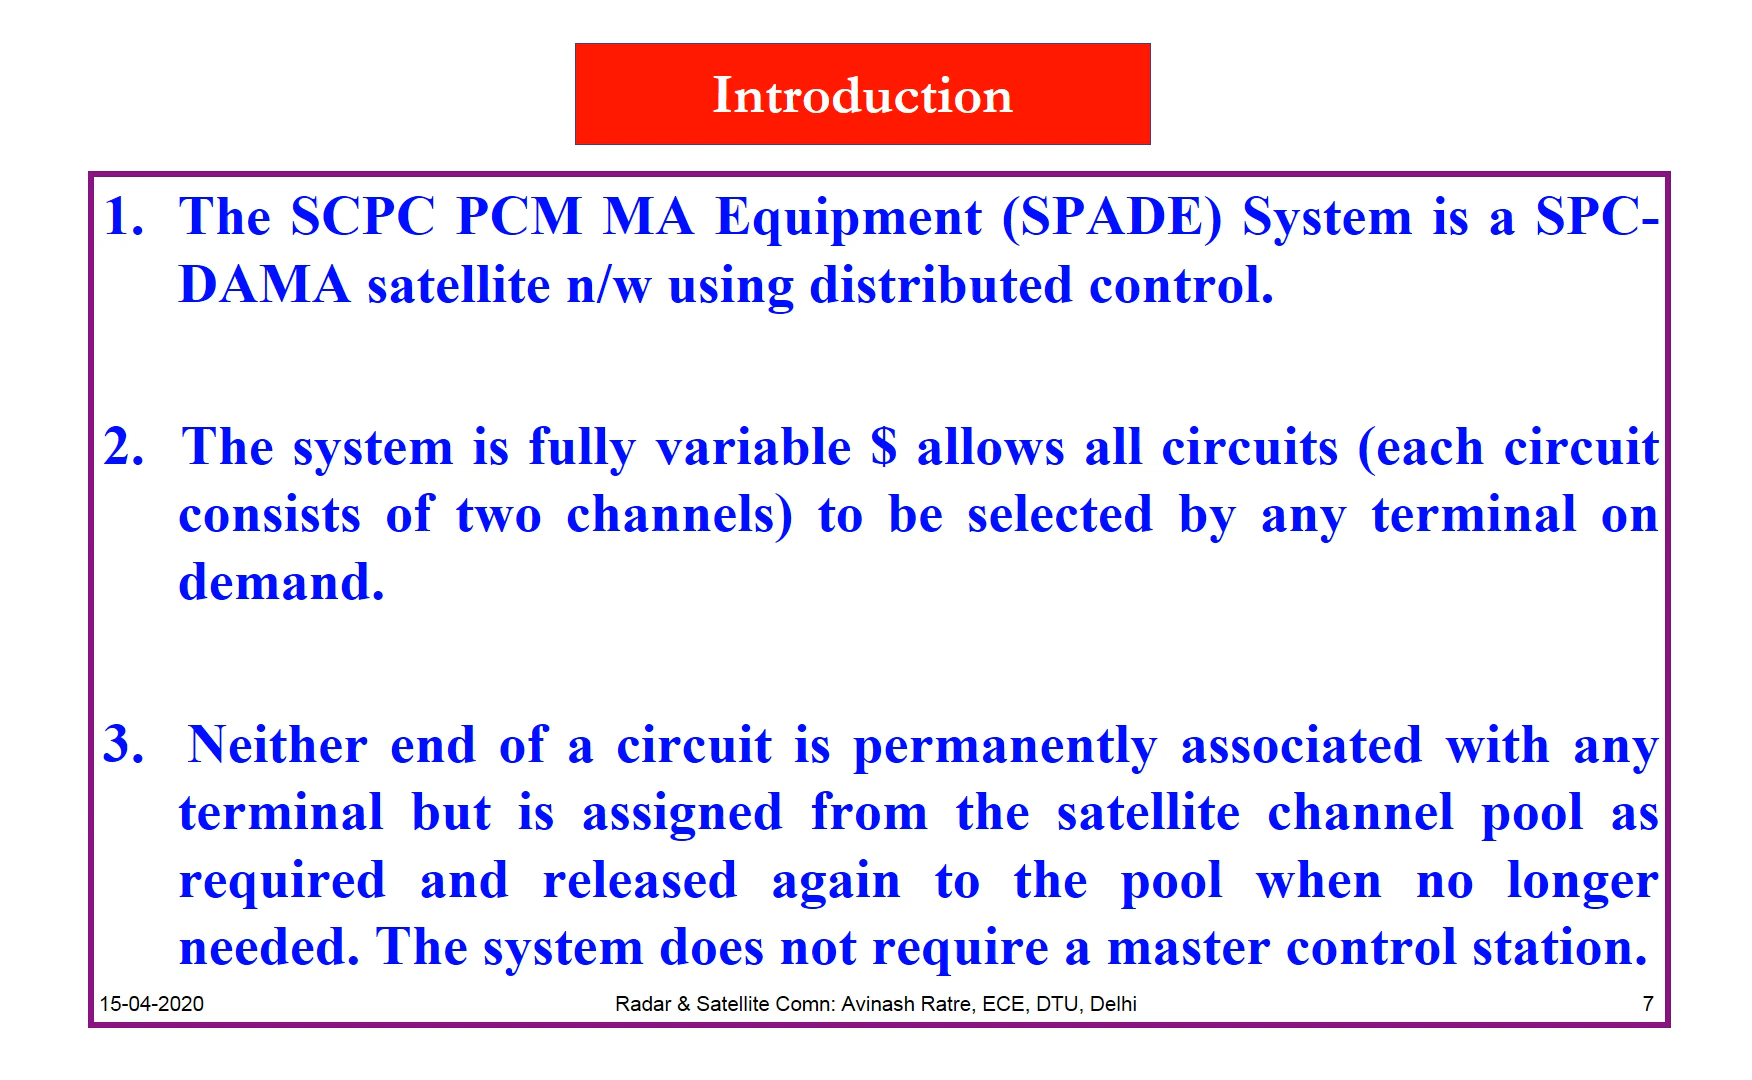 Introduction
1. The SCPC PCM MA Equipment (SPADE) System is a SPC-
DAMA satellite n/w using distributed control.
2. The system is fully variable $ allows all circuits (each circuit
consists of two channels) to be selected by any terminal on
demand.
3. Neither end of a circuit is permanently associated with any
terminal but is assigned from the satellite channel pool as
required and released again to the pool when no longer
needed. The system does not require a master control station.
15-04-2020 Radar & Satellite Comn: Avinash Ratre, ECE, DTU, Delhi 7